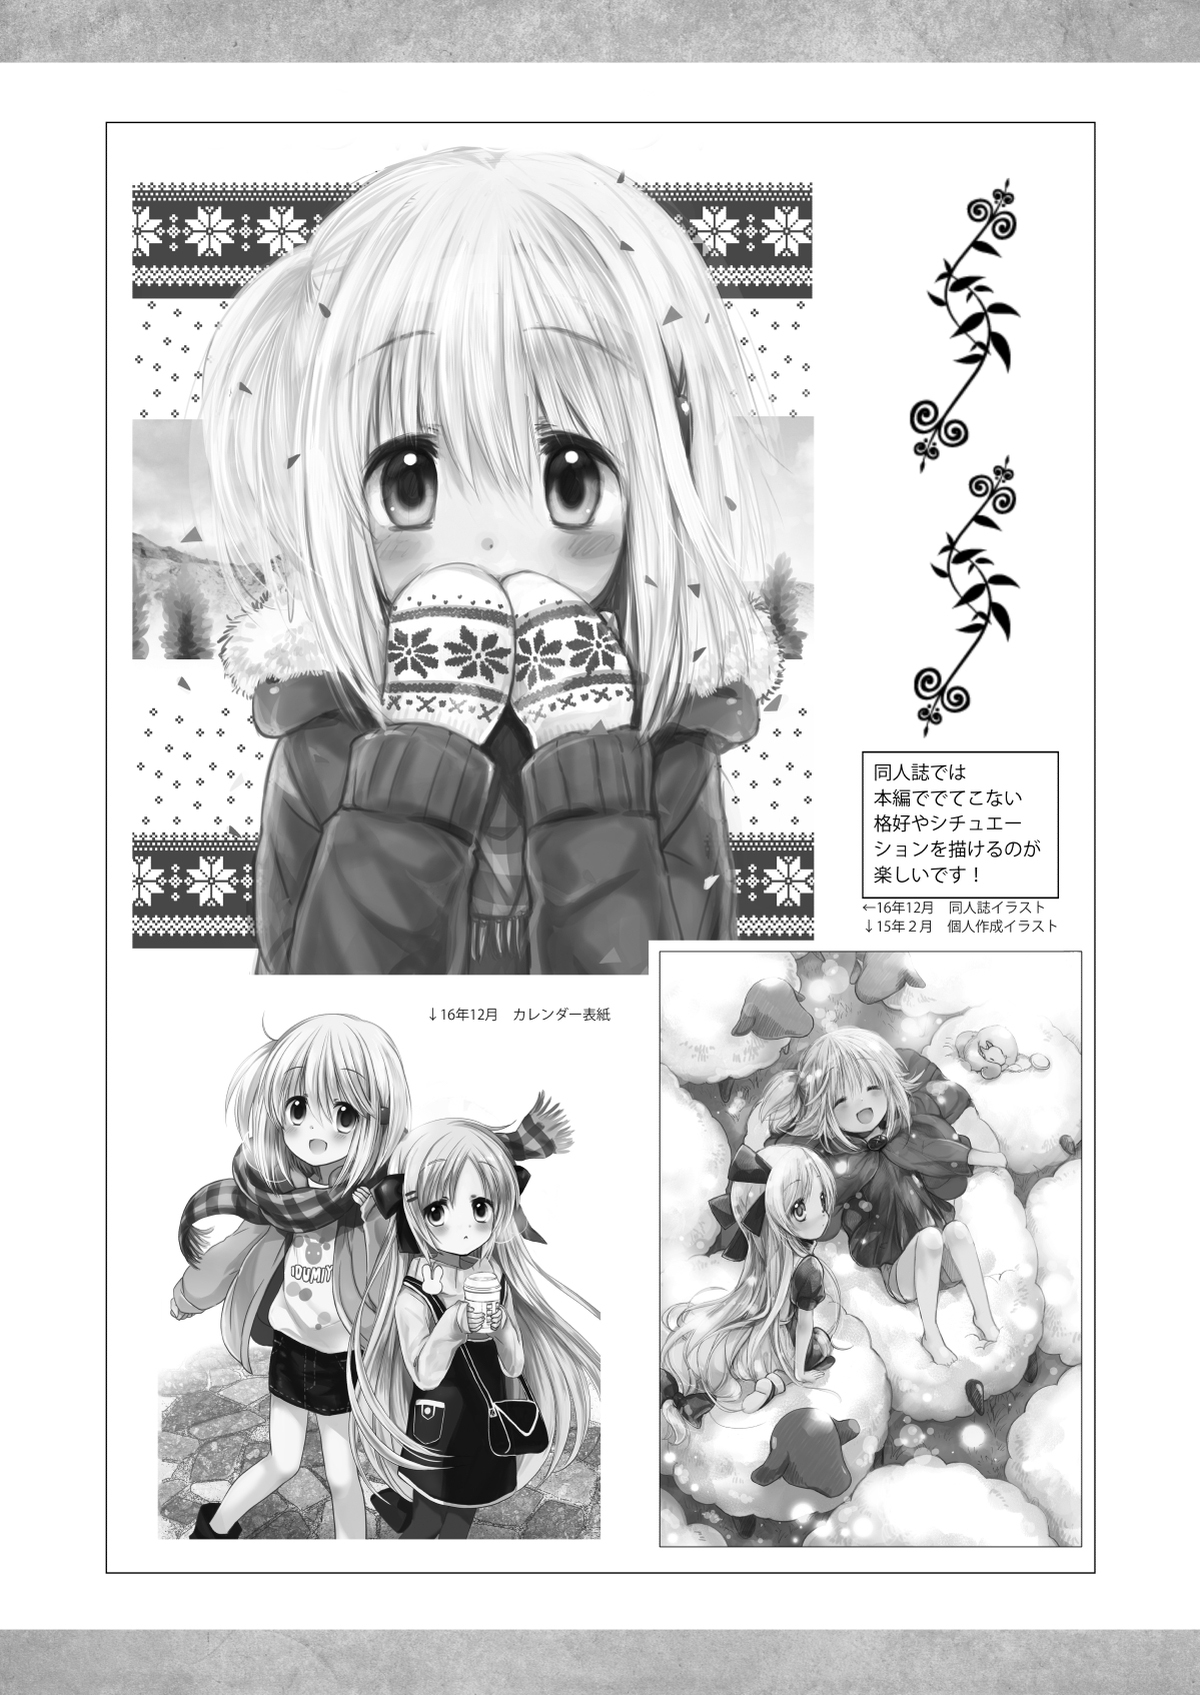 同人誌では
本編ででてこない
格好やシチュエー
ションを描けるのが
楽しいです！
←16年12月　同人誌イラスト
↓15年２月　個人作成イラスト
↓16年12月　カレンダー表紙
IDUMIY